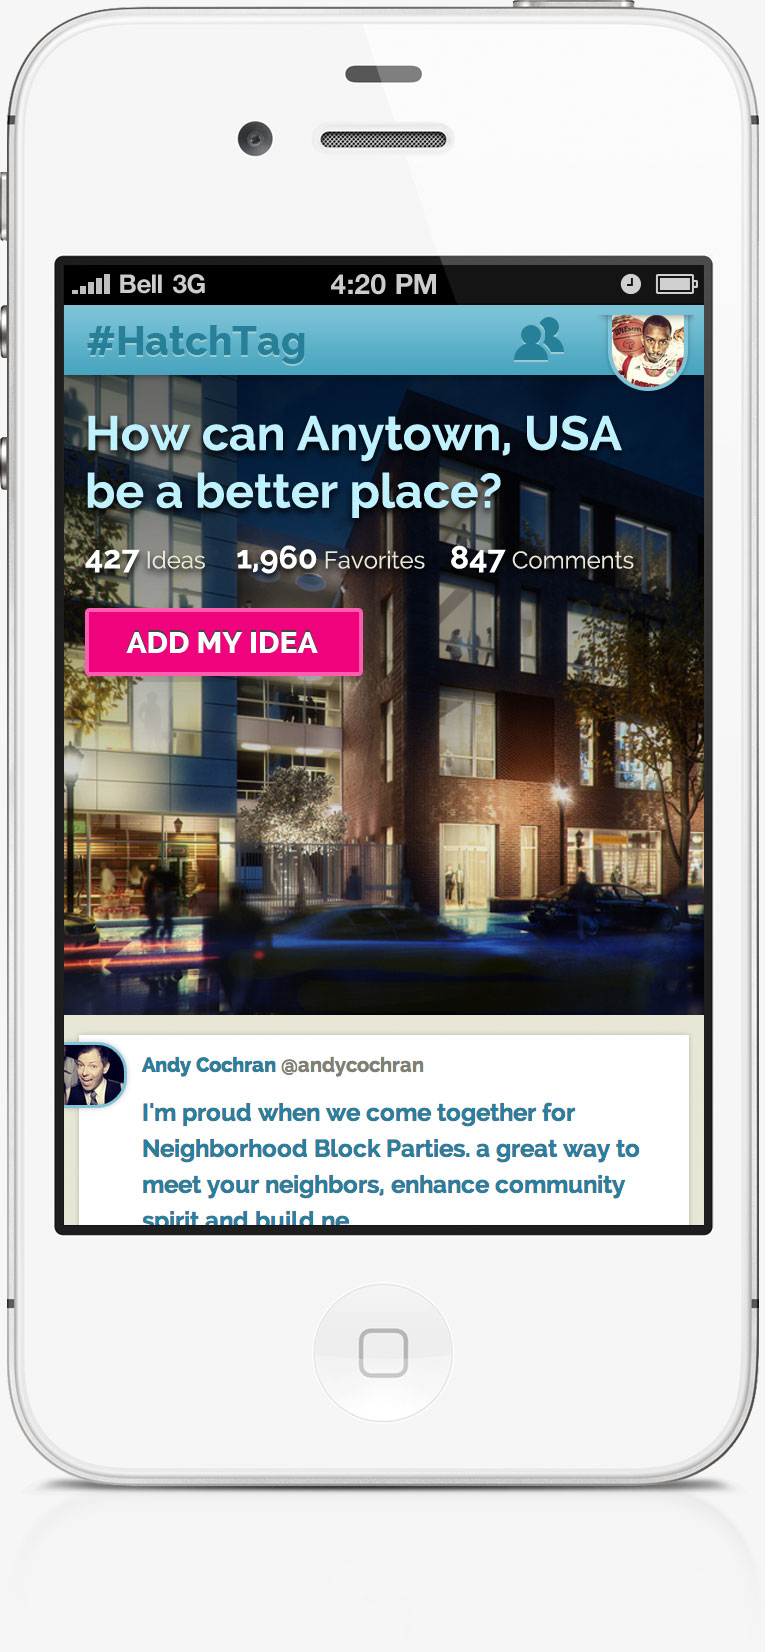 Bell 3G 4:20 PM
#HatchTag
How can Anytown, USA
be a better place?
427 Ideas 1,960 Favorites 847 Comments
ADD MY IDEA
Andy Cochran @andycochran
I'm proud when we come together for
Neighborhood Block Parties. a great way to
meet your neighbors, enhance community
spirit and build ne